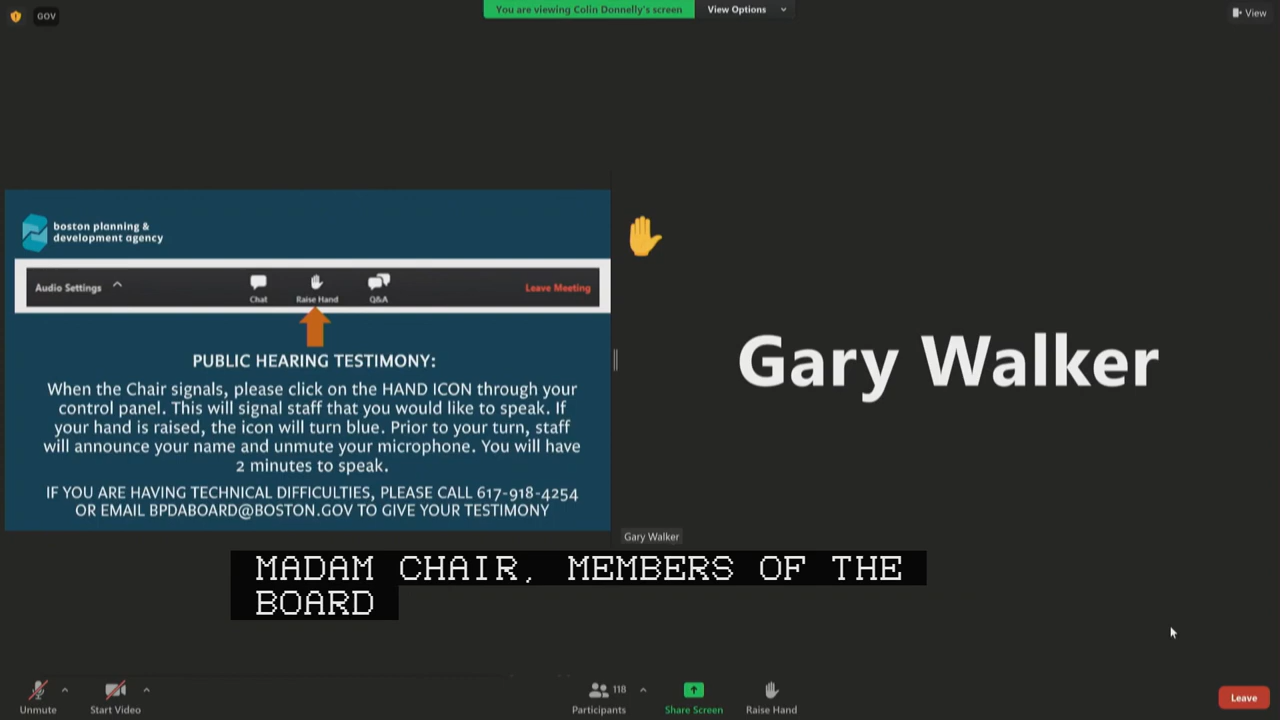 GOV
You are viewing Colin Donnelly's screen
View Options
View
boston planning &
development agency
Audio Settings
Chat
Raise Hand
Q&A
Leave Meeting
PUBLIC HEARING TESTIMONY:
When the Chair signals, please click on the HAND ICON through your
control panel. This will signal staff that you would like to speak. If
your hand is raised, the icon will turn blue. Prior to your turn, staff
will announce your name and unmute your microphone. You will have
2 minutes to speak.
IF YOU ARE HAVING TECHNICAL DIFFICULTIES, PLEASE CALL 617-918-4254
OR EMAIL BPDABOARD@BOSTON.GOV TO GIVE YOUR TESTIMONY
Gary Walker
Gary Walker
MADAM CHAIR, MEMBERS OF THE
BOARD
Unmute
Start Video
118
Participants
Share Screen
Raise Hand
Leave